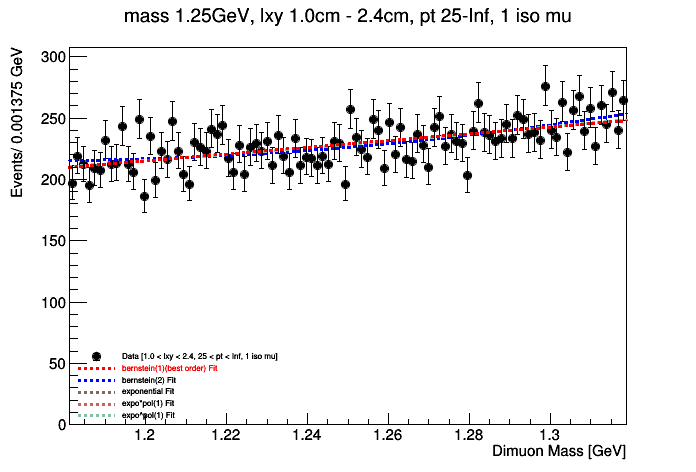 mass 1.25GeV, lxy 1.0cm - 2.4cm, pt 25-Inf, 1 iso mu
Events/ 0.001375 GeV
300
250
200
150
100
50
0
Data [1.0 < lxy < 2.4, 25 < pt < Inf, 1 iso mu]
bernstein(1)(best order) Fit
bernstein(2) Fit
exponential Fit
expo*pol(1) Fit
expo*pol(1) Fit
1.2 1.22 1.24 1.26 1.28 1.3
Dimuon Mass [GeV]